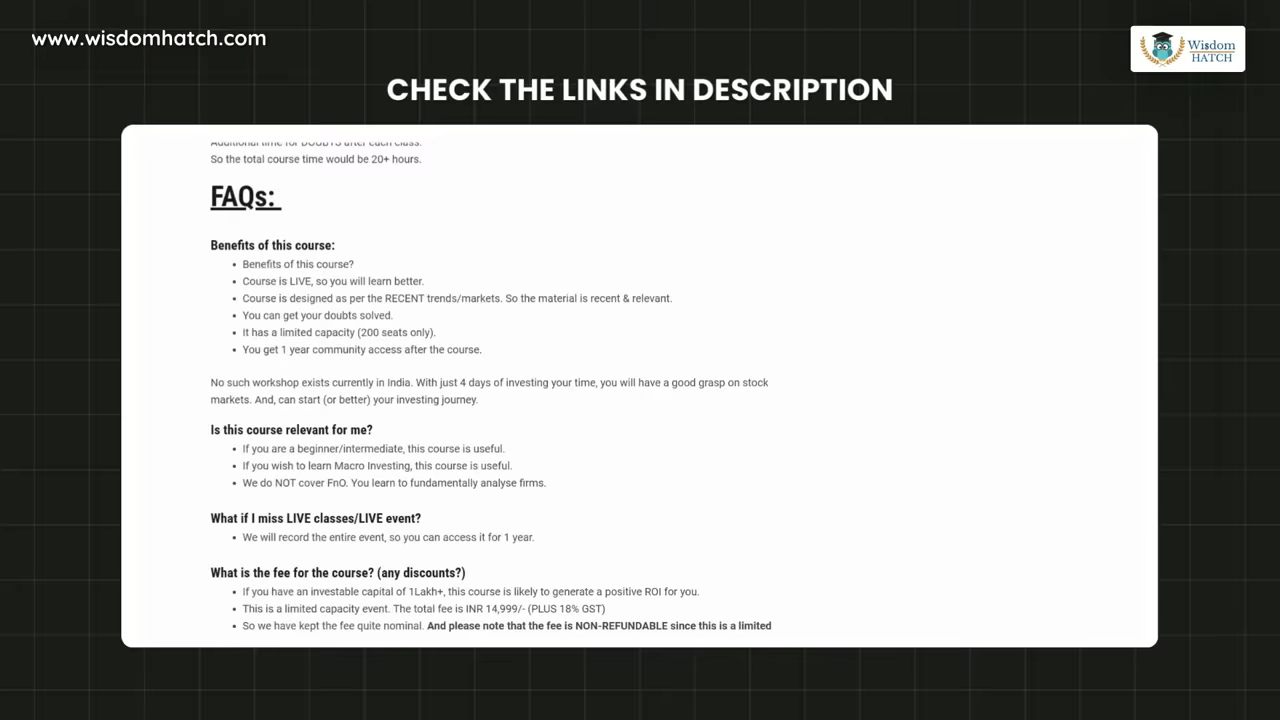 www.wisdomhatch.com
Wisdom
HATCH
CHECK THE LINKS IN DESCRIPTION
Additional time for DOUBTS after each class.
So the total course time would be 20+ hours.
FAQs:
Benefits of this course:
• Benefits of this course?
• Course is LIVE, so you will learn better.
• Course is designed as per the RECENT trends/markets. So the material is recent & relevant.
• You can get your doubts solved.
• It has a limited capacity (200 seats only).
• You get 1 year community access after the course.
No such workshop exists currently in India. With just 4 days of investing your time, you will have a good grasp on stock
markets. And, can start (or better) your investing journey.
Is this course relevant for me?
• If you are a beginner/intermediate, this course is useful.
• If you wish to learn Macro Investing, this course is useful.
• We do NOT cover FnO. You learn to fundamentally analyse firms.
What if I miss LIVE classes/LIVE event?
• We will record the entire event, so you can access it for 1 year.
What is the fee for the course? (any discounts?)
• If you have an investable capital of 1Lakh+, this course is likely to generate a positive ROI for you.
• This is a limited capacity event. The total fee is INR 14,999/- (PLUS 18% GST)
• So we have kept the fee quite nominal. And please note that the fee is NON-REFUNDABLE since this is a limited